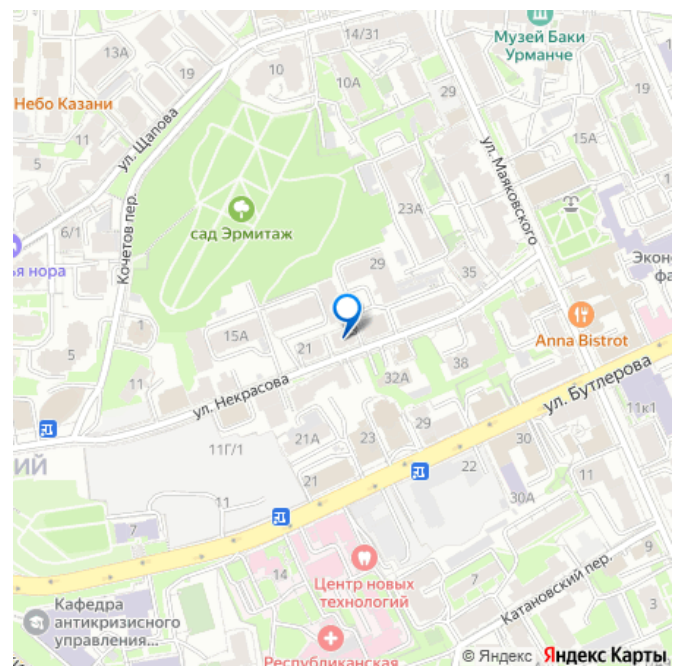 14/31
13А
19
10
10А
29
Музей Баки
Урманче
19
Небо Казани
11
ул. Щапова
5
15А
ул. Маяковского
Кочетов пер.
сад Эрмитаж
23А
6/1
ья нора
29
35
Эконо
фа
1
5
15А
21
Anna Bistrot
11
38
ул. Некрасова
32А
ул. Бутлерова
11к1
КИЙ
11Г/1
21А
23
29
30
21
22
11
11
30А
7
14
Центр новых
технологий
7
9
Катановский пер.
3
Кафедра
антикризисного
управления...
Республиканская
© Яндекс Яндекс Карты